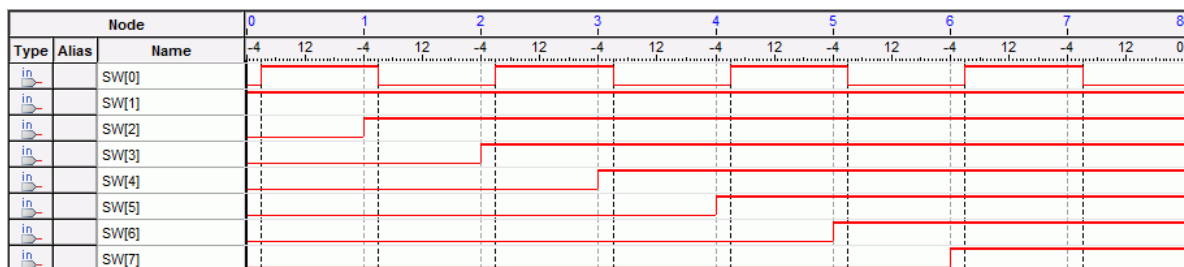 Node 0 1 2 3 4 5 6 7 8
Type Alias Name -4 12 -4 12 -4 12 -4 12 -4 12 -4 12 -4 12 -4 12 0
in SW[0]
in SW[1]
in SW[2]
in SW[3]
in SW[4]
in SW[5]
in SW[6]
in SW[7]